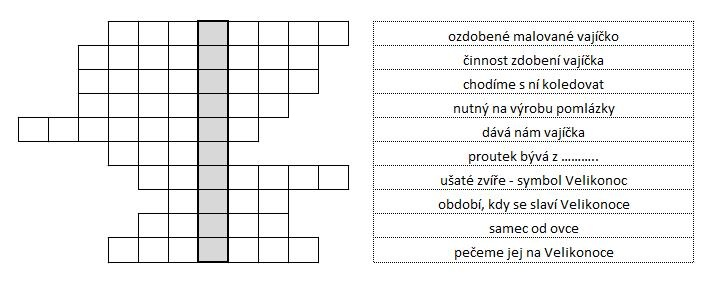 ozdobené malované vajíčko
činnost zdobení vajíčka
chodíme s ní koledovat
nutný na výrobu pomlázky
dává nám vajíčka
proutek bývá z ………..
ušaté zvíře - symbol Velikonoc
období, kdy se slaví Velikonoce
samec od ovce
pečeme jej na Velikonoce